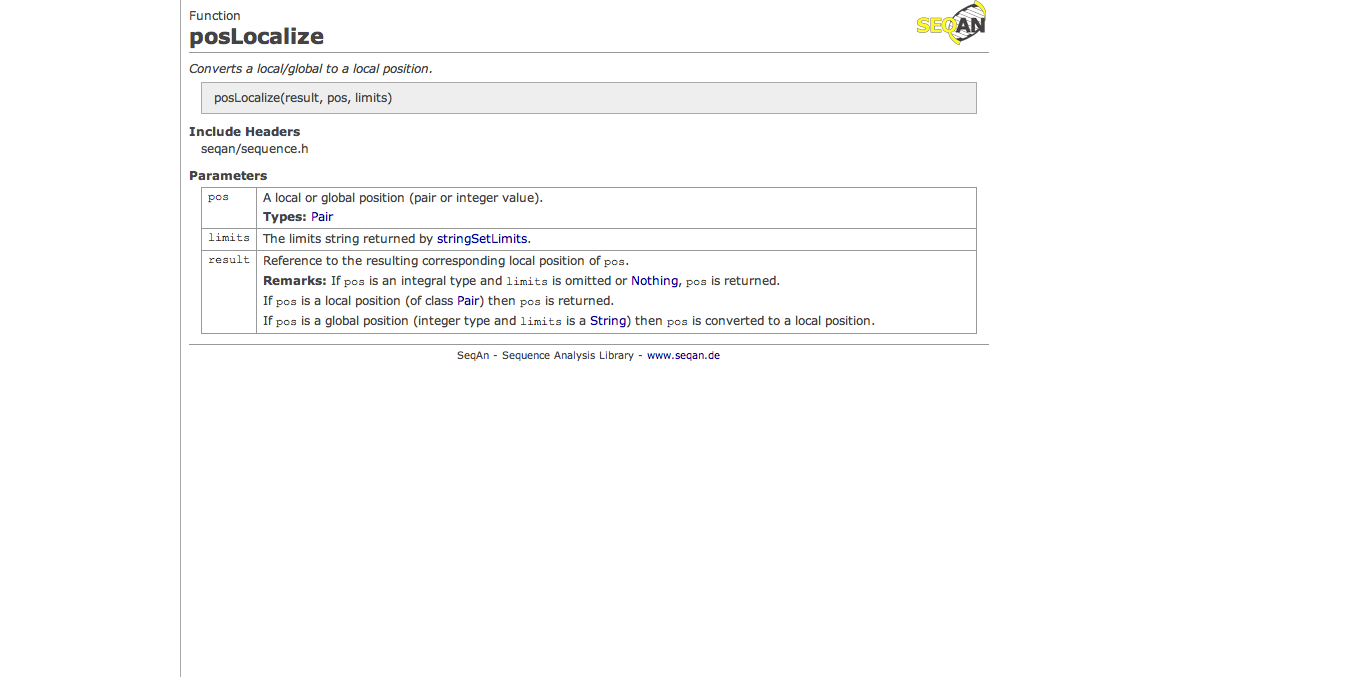 Function
SEQAN
posLocalize
Converts a local/global to a local position.
posLocalize(result, pos, limits)
Include Headers
seqan/sequence.h
Parameters
pos A local or global position (pair or integer value).
Types: Pair
limits The limits string returned by stringSetLimits.
result Reference to the resulting corresponding local position of pos.
Remarks: If pos is an integral type and limits is omitted or Nothing, pos is returned.
If pos is a local position (of class Pair) then pos is returned.
If pos is a global position (integer type and limits is a String) then pos is converted to a local position.
SeqAn - Sequence Analysis Library - www.seqan.de